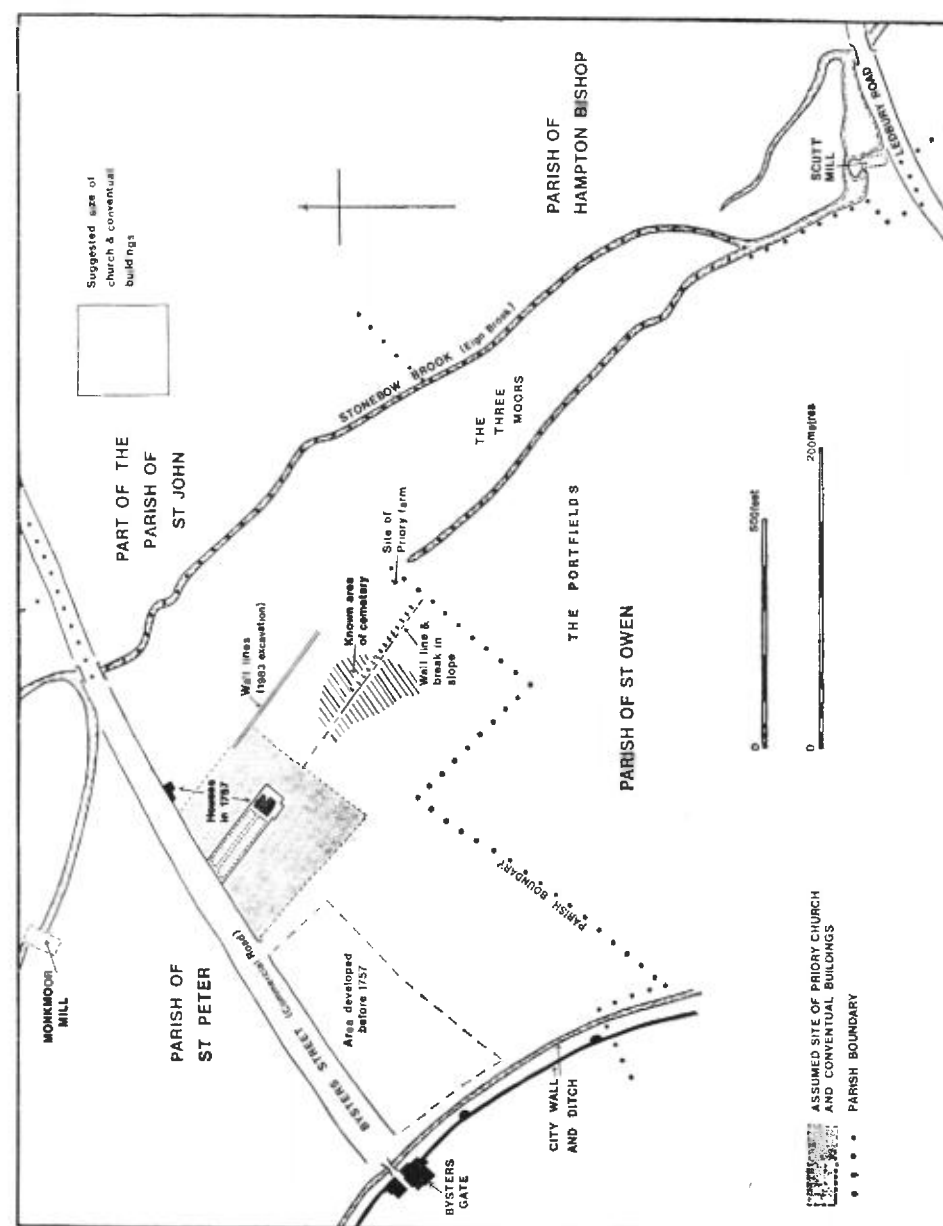 MONKMOOR
MILL
PARISH OF
ST PETER
BYSTERS STREET (Commercial Road)
Area developed
before 1757
BYSTERS
GATE
CITY WALL
AND DITCH
PARISH BOUNDARY
Houses
in 1757
Wall lines
(1983 excavation)
Known area
of cemetery
Wall line &
break in
slope
Site of
Priory farm
PART OF THE
PARISH OF
ST JOHN
Suggested size of
church & conventual
buildings
STONEBOW BROOK (Eign Brook)
THE
THREE
MOORS
THE PORTFIELDS
PARISH OF ST OWEN
PARISH OF
HAMPTON BISHOP
SCUTT
MILL
LEDBURY ROAD
0 500feet
0 200metres
ASSUMED SITE OF PRIORY CHURCH
AND CONVENTUAL BUILDINGS
PARISH BOUNDARY